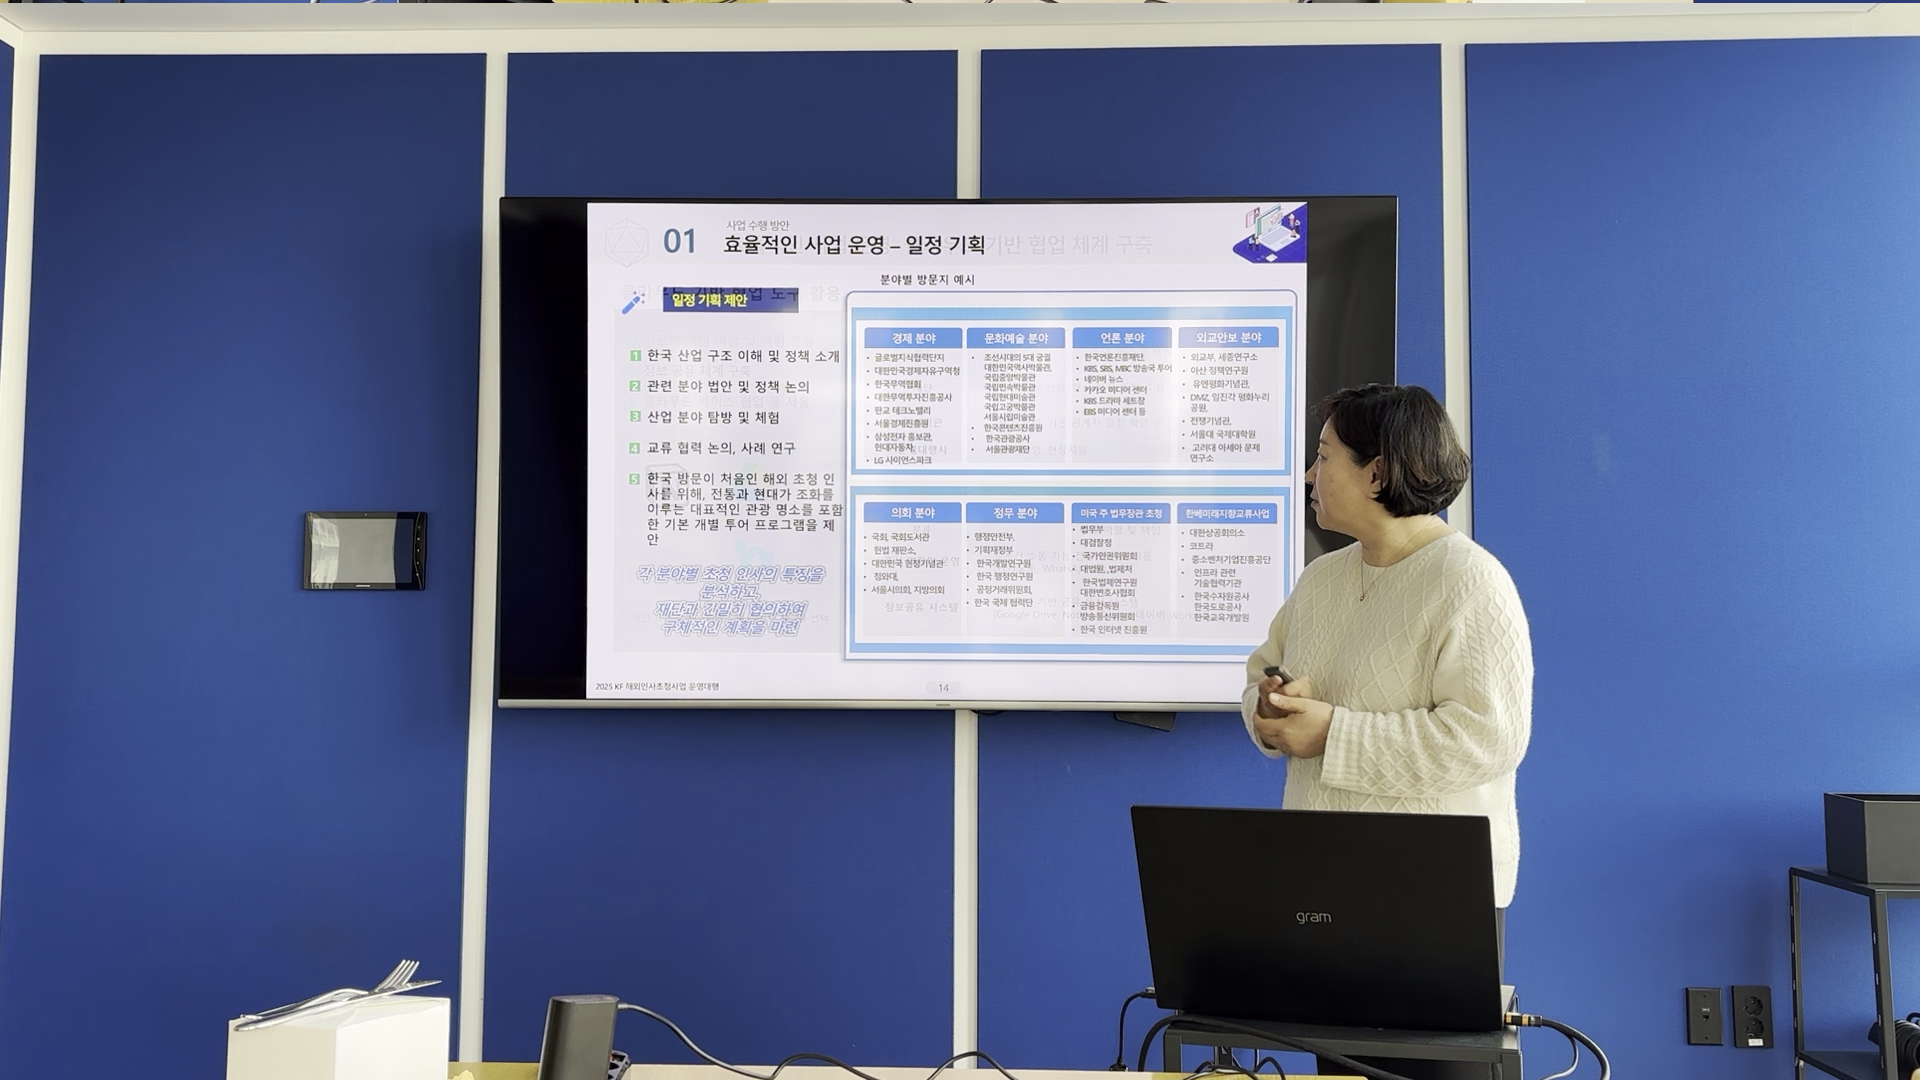 사업 수행 방안
01
효율적인 사업 운영 – 일정 기획
기반 협업 체계 구축
분야별 방문지 예시
일정 기획 제안
1 한국 산업 구조 이해 및 정책 소개
2 관련 분야 법안 및 정책 논의
3 산업 분야 탐방 및 체험
4 교류 협력 논의, 사례 연구
5 한국 방문이 처음인 해외 초청 인
사를 위해, 전통과 현대가 조화를
이루는 대표적인 관광 명소를 포함
한 기본 개별 투어 프로그램을 제
안
각 분야별 초청 인사의 특징을
분석하고,
재단과 긴밀히 협의하여
구체적인 계획을 마련
경제 분야
• 글로벌지식협력단지
• 대한민국경제자유구역청
• 한국무역협회
• 대한무역투자진흥공사
• 판교 테크노밸리
• 서울경제진흥원
• 삼성전자 홍보관,
현대자동차
• LG 사이언스파크
문화예술 분야
• 조선시대의 5대 궁궐
대한민국역사박물관,
국립중앙박물관
국립민속박물관
국립현대미술관
국립고궁박물관
서울시립미술관
• 한국콘텐츠진흥원
• 한국관광공사
• 서울관광재단
언론 분야
• 한국언론진흥재단,
• KBS, SBS, MBC 방송국 투어
• 네이버 뉴스
• 카카오 미디어 센터
• KBS 드라마 세트장
• EBS 미디어 센터 등
외교안보 분야
• 외교부, 세종연구소
• 아산 정책연구원
• 유엔평화기념관,
• DMZ, 임진각 평화누리
공원,
• 전쟁기념관,
• 서울대 국제대학원
• 고려대 아세아 문제
연구소
의회 분야
• 국회, 국회도서관
• 헌법 재판소,
• 대한민국 헌정기념관
• 청와대,
• 서울시의회, 지방의회
정무 분야
• 행정안전부,
• 기획재정부
• 한국개발연구원
• 한국 행정연구원
• 공정거래위원회,
• 한국 국제 협력단
미국 주 법무장관 초청
• 법무부
• 대검찰청
• 국가인권위원회
• 대법원, 법제처
• 한국법제연구원
대한변호사협회
• 금융감독원
• 방송통신위원회
• 한국 인터넷 진흥원
한베미래지향교류사업
• 대한상공회의소
• 코트라
• 중소벤처기업진흥공단
• 인프라 관련
기술협력기관
• 한국수자원공사
한국도로공사
한국교육개발원
정보공유 시스템
2025 KF 해외인사초청사업 운영대행
14
gram